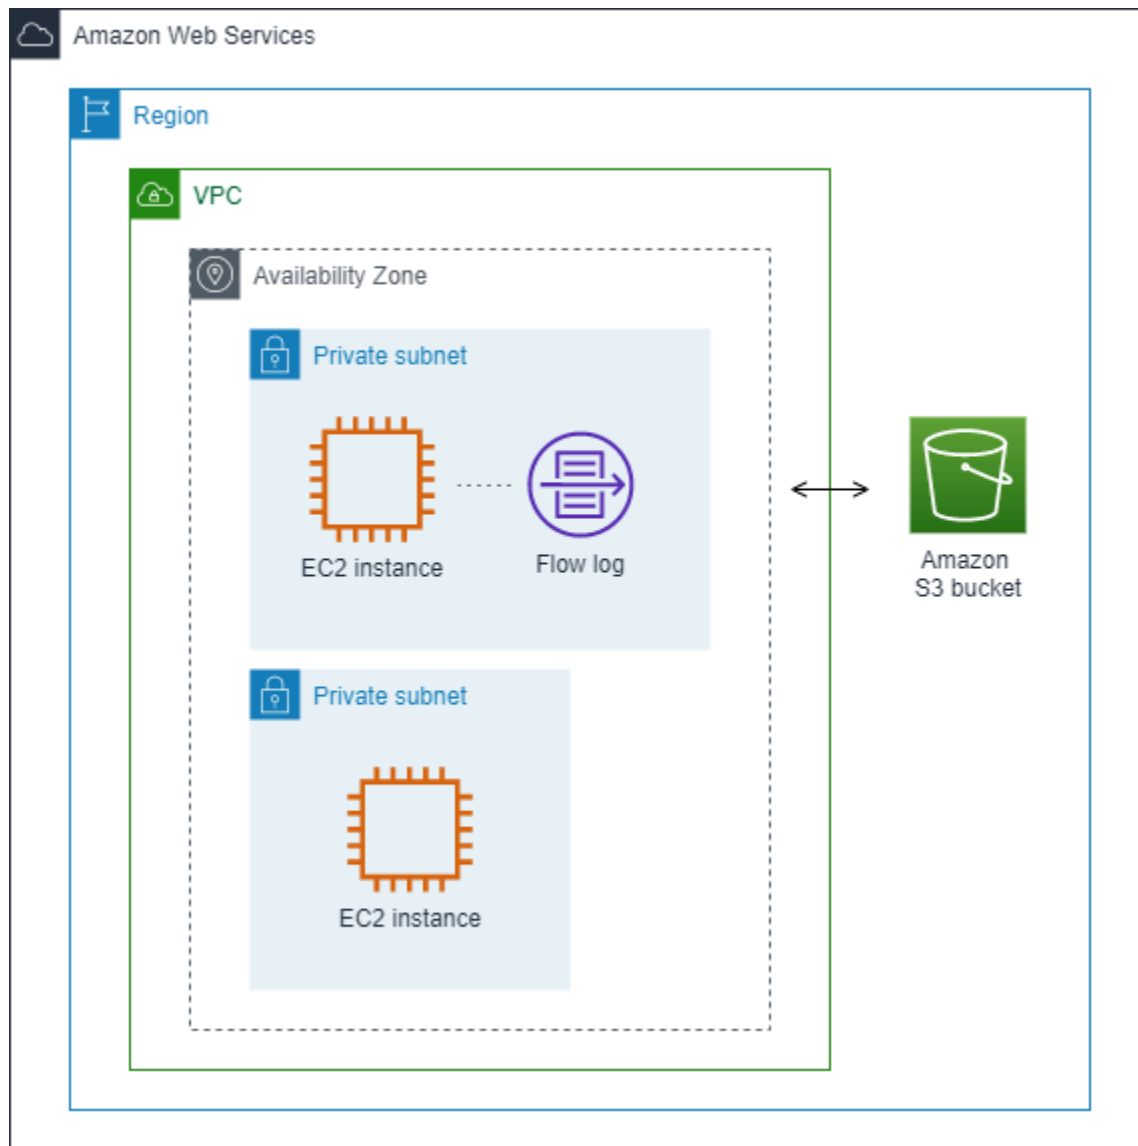 Amazon Web Services
Region
VPC
Availability Zone
Private subnet
EC2 instance
Flow log
Amazon
S3 bucket
Private subnet
EC2 instance